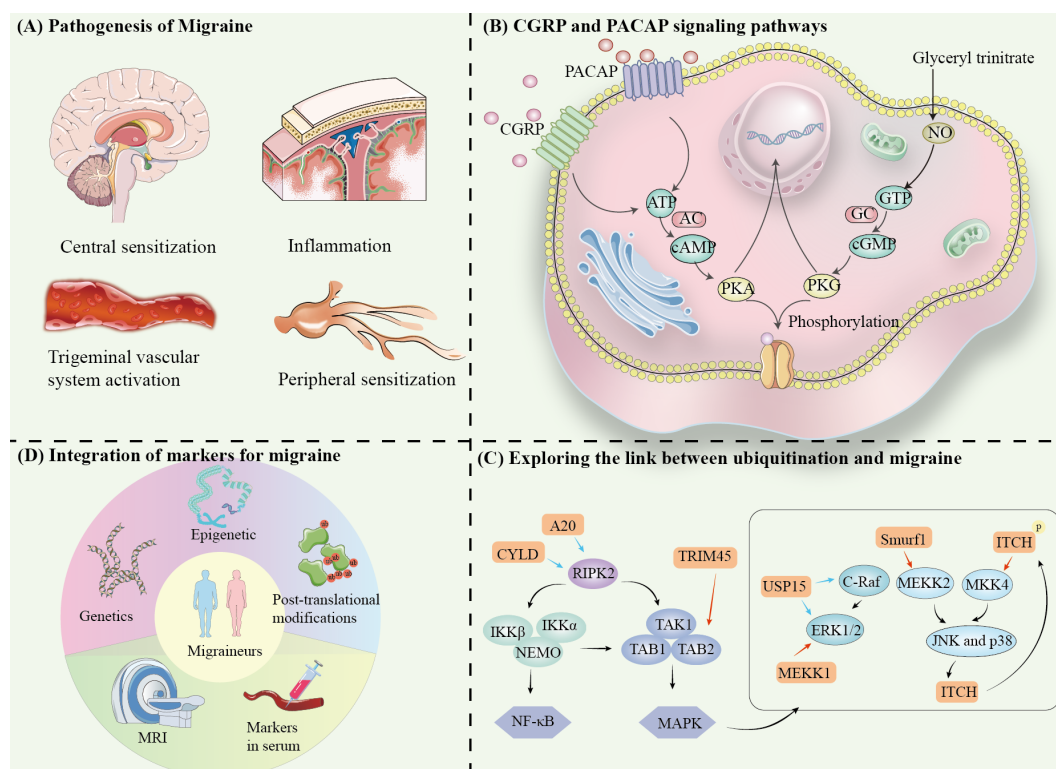 (A) Pathogenesis of Migraine
Central sensitization
Inflammation
Trigeminal vascular
system activation
Peripheral sensitization
(B) CGRP and PACAP signaling pathways
PACAP
CGRP
Glyceryl trinitrate
NO
ATP
AC
cAMP
PKA
GTP
GC
cGMP
PKG
Phosphorylation
(D) Integration of markers for migraine
Epigenetic
Genetics
Post-translational
modifications
Migraineurs
MRI
Markers
in serum
(C) Exploring the link between ubiquitination and migraine
A20
CYLD
RIPK2
TRIM45
IKKβ
IKKα
NEMO
TAK1
TAB1
TAB2
NF-κB
MAPK
Smurf1
ITCH
p
USP15
C-Raf
MEKK2
MKK4
ERK1/2
JNK and p38
MEKK1
ITCH